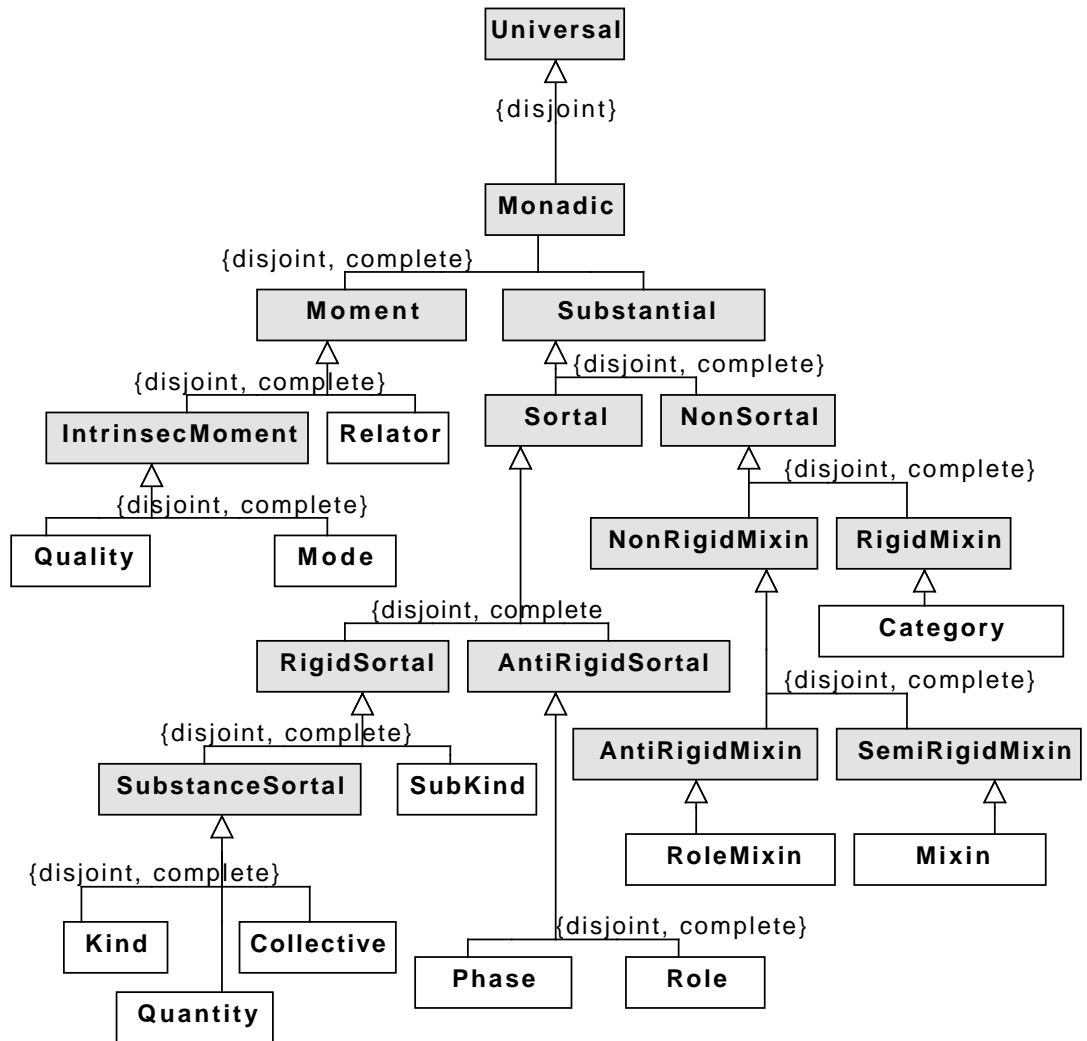 Universal
{disjoint}
Monadic
{disjoint, complete}
Moment
Substantial
{disjoint, complete}
{disjoint, complete}
Sortal
NonSortal
IntrinsecMoment
Relator
{disjoint, complete}
{disjoint, complete}
NonRigidMixin
RigidMixin
Quality
Mode
{disjoint, complete
Category
RigidSortal
AntiRigidSortal
{disjoint, complete}
{disjoint, complete}
AntiRigidMixin
SemiRigidMixin
SubstanceSortal
SubKind
RoleMixin
Mixin
{disjoint, complete}
{disjoint, complete}
Kind
Collective
Phase
Role
Quantity